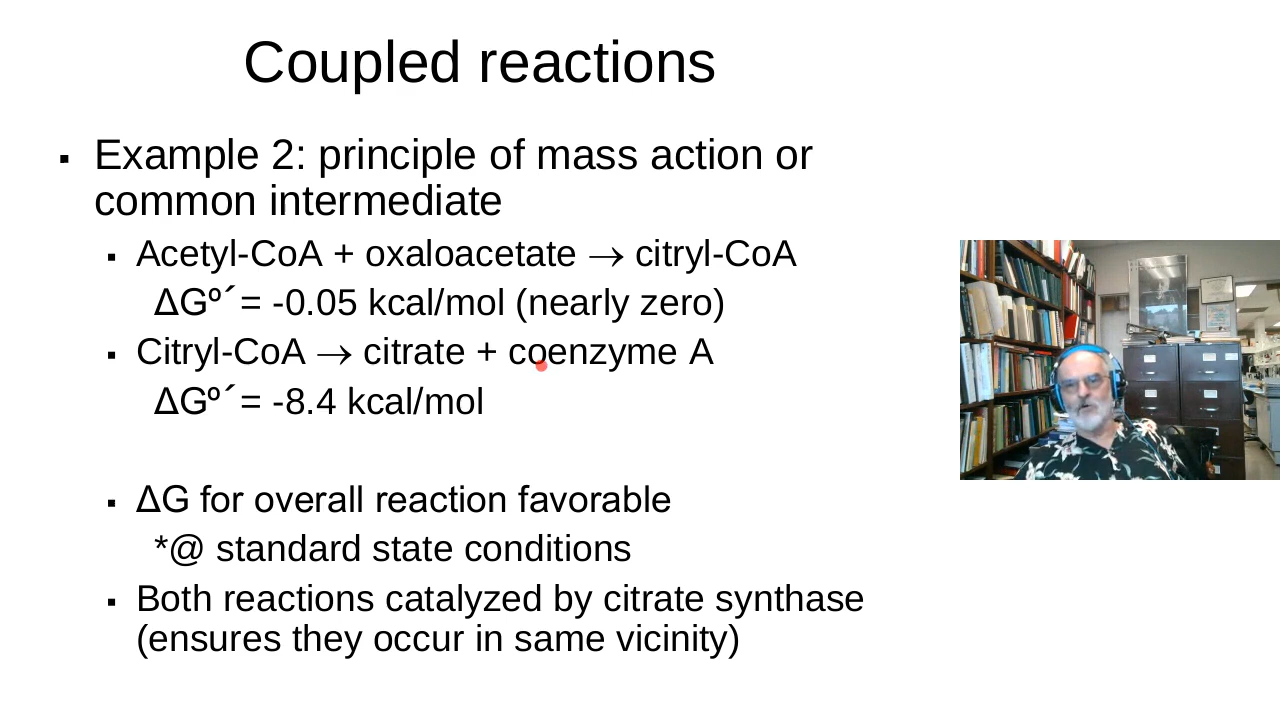 Coupled reactions
▪ Example 2: principle of mass action or
common intermediate
▪ Acetyl-CoA + oxaloacetate → citryl-CoA
ΔGº´= -0.05 kcal/mol (nearly zero)
▪ Citryl-CoA → citrate + coenzyme A
ΔGº´= -8.4 kcal/mol
▪ ΔG for overall reaction favorable
*@ standard state conditions
▪ Both reactions catalyzed by citrate synthase
(ensures they occur in same vicinity)